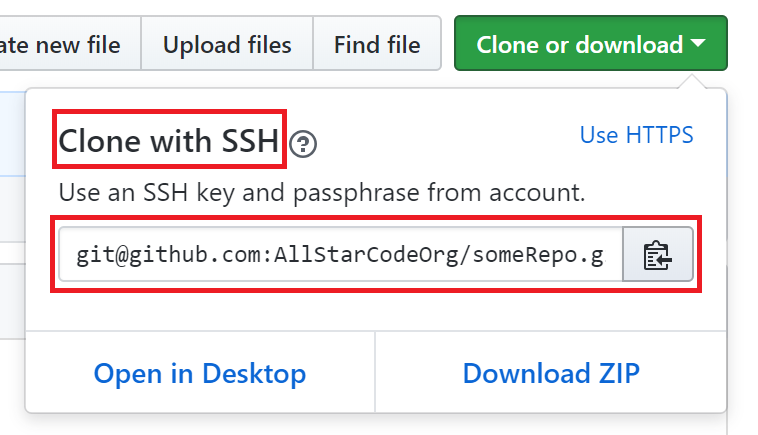 ate new file
Upload files
Find file
Clone or download
Clone with SSH ?
Use HTTPS
Use an SSH key and passphrase from account.
git@github.com:AllStarCodeOrg/someRepo.g
Open in Desktop
Download ZIP